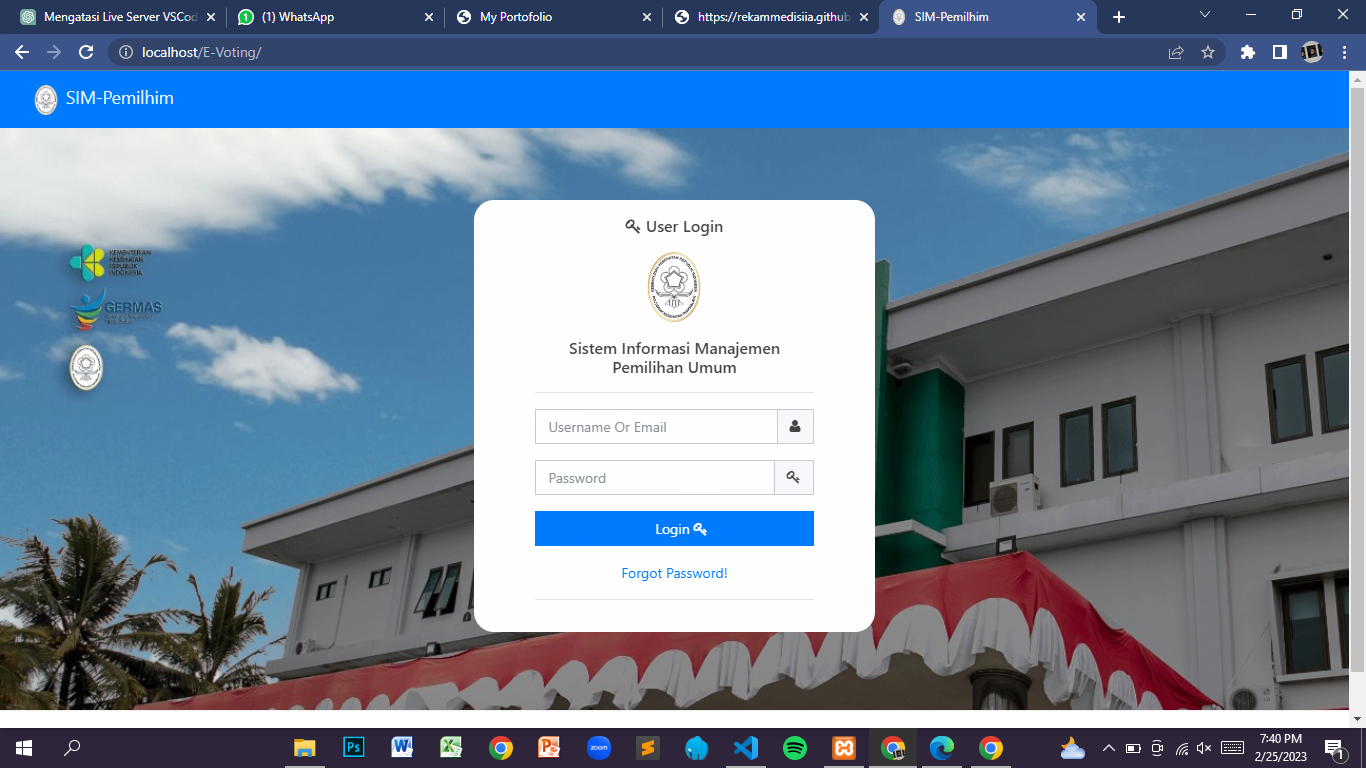 Mengatasi Live Server VSCod
(1) WhatsApp
My Portofolio
https://rekammedisiia.github
SIM-Pemilhim
localhost/E-Voting/
SIM-Pemilhim
User Login
KEMENTERIAN
KESEHATAN
REPUBLIK
INDONESIA
GERMAS
Sistem Informasi Manajemen
Pemilihan Umum
Username Or Email
Password
Login
Forgot Password!
7:40 PM
2/25/2023
1